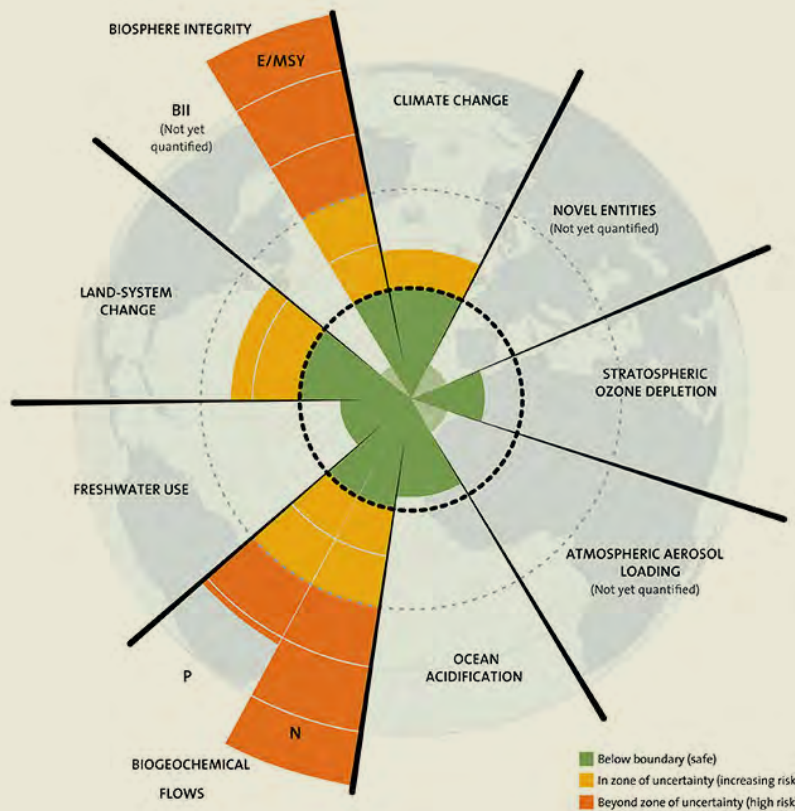 BIOSPHERE INTEGRITY
E/MSY
BII
(Not yet
quantified)
CLIMATE CHANGE
NOVEL ENTITIES
(Not yet quantified)
LAND-SYSTEM
CHANGE
STRATOSPHERIC
OZONE DEPLETION
FRESHWATER USE
ATMOSPHERIC AEROSOL
LOADING
(Not yet quantified)
OCEAN
ACIDIFICATION
P
N
BIOGEOCHEMICAL
FLOWS
Below boundary (safe)
In zone of uncertainty (increasing risk
Beyond zone of uncertainty (high risk